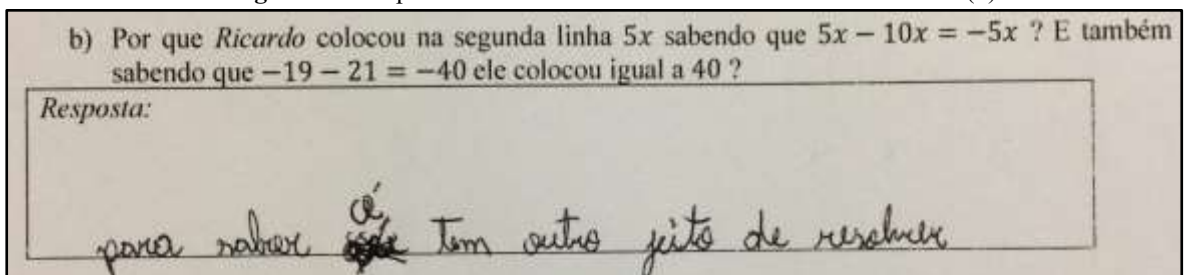 b) Por que Ricardo colocou na segunda linha 5x sabendo que 5x − 10x = −5x ? E também
sabendo que −19 − 21 = −40 ele colocou igual a 40 ?
Resposta:
para saber cé tem outro jeito de resolver